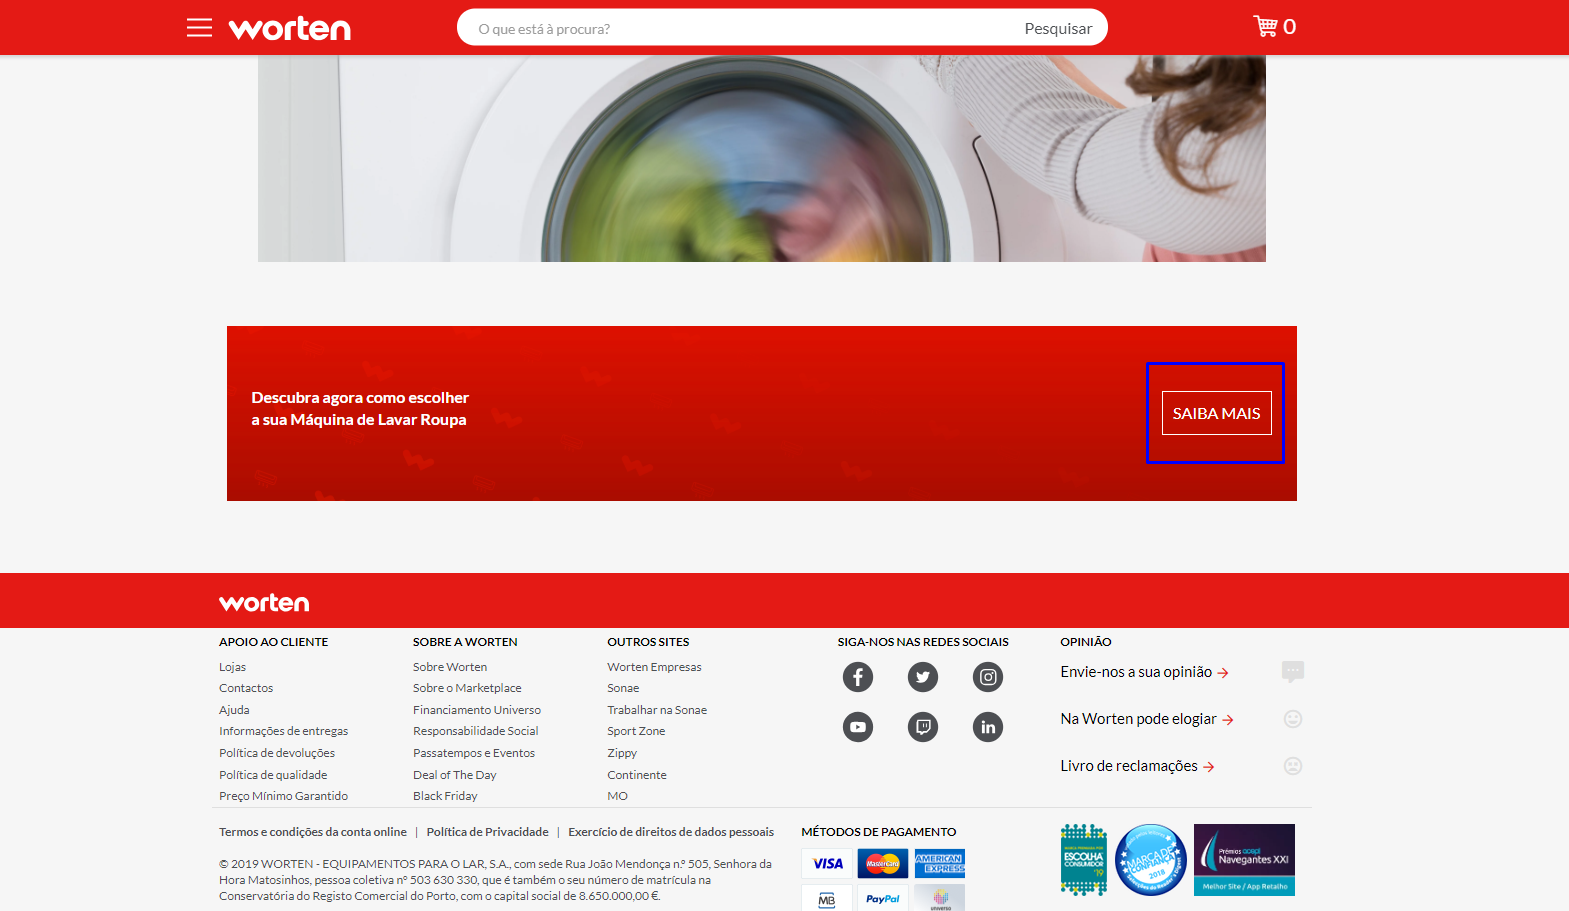 worten
O que está à procura?
Pesquisar
0
Descubra agora como escolher
a sua Máquina de Lavar Roupa
SAIBA MAIS
worten
APOIO AO CLIENTE
Lojas
Contactos
Ajuda
Informações de entregas
Política de devoluções
Política de qualidade
Preço Mínimo Garantido
SOBRE A WORTEN
Sobre Worten
Sobre o Marketplace
Financiamento Universo
Responsabilidade Social
Passatempos e Eventos
Deal of The Day
Black Friday
OUTROS SITES
Worten Empresas
Sonae
Trabalhar na Sonae
Sport Zone
Zippy
Continente
MO
SIGA-NOS NAS REDES SOCIAIS
OPINIÃO
Envie-nos a sua opinião
Na Worten pode elogiar
Livro de reclamações
Termos e condições da conta online | Política de Privacidade | Exercício de direitos de dados pessoais
© 2019 WORTEN - EQUIPAMENTOS PARA O LAR, S.A., com sede Rua João Mendonça n.º 505, Senhora da
Hora Matosinhos, pessoa coletiva nº 503 630 330, que é também o seu número de matrícula na
Conservatória do Registo Comercial do Porto, com o capital social de 8.650.000,00 €.
MÉTODOS DE PAGAMENTO
VISA
MasterCard
AMERICAN
EXPRESS
MB
PayPal
universo
ESCOLHA
CONSUMIDOR
'19
MARCA DE
CONFIANÇA
2018
Prémios acepi
Navegantes XXI
Melhor Site / App Retalho